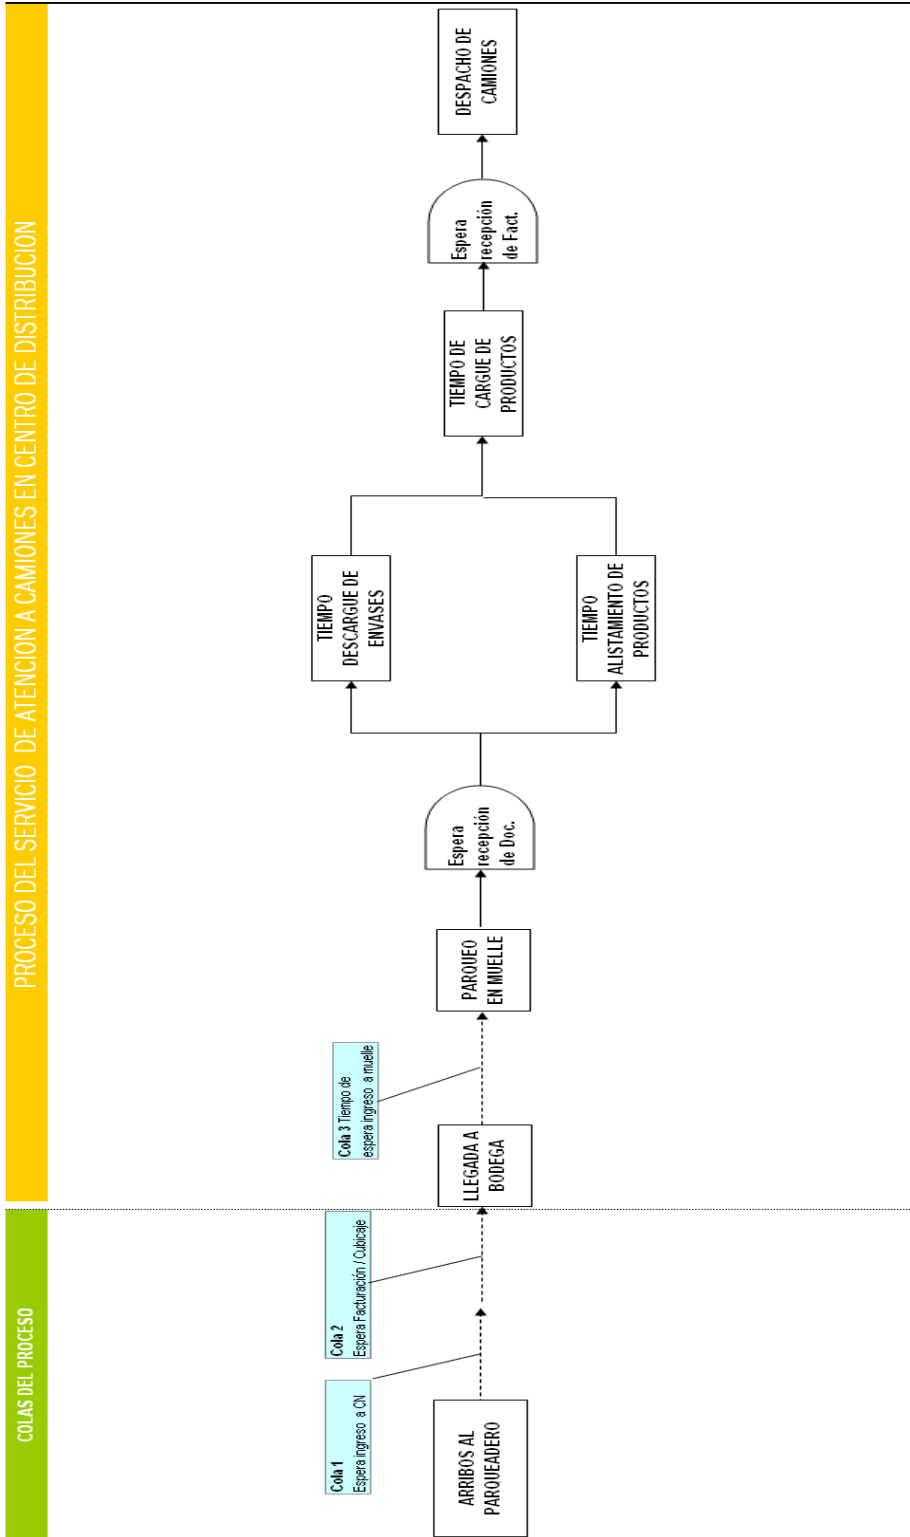 COLAS DEL PROCESO
PROCESO DEL SERVICIO DE ATENCION A CAMIONES EN CENTRO DE DISTRIBUCION
Cola 1
Espera ingreso a CN
Cola 2
Espera Facturación / Cubicaje
Cola 3 Tiempo de
espera ingreso a muelle
ARRIBOS AL
PARQUEADERO
LLEGADA A
BODEGA
PARQUEO
EN MUELLE
Espera
recepción
de Doc.
TIEMPO
DESCARGUE DE
ENVASES
TIEMPO
ALISTAMIENTO DE
PRODUCTOS
TIEMPO DE
CARGUE DE
PRODUCTOS
Espera
recepción
de Fact.
DESPACHO DE
CAMIONES